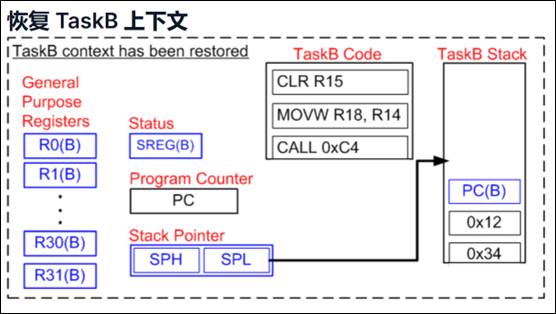 恢复 TaskB 上下文
TaskB context has been restored
General
Purpose
Registers
R0(B)
R1(B)
R30(B)
R31(B)
Status
SREG(B)
Program Counter
PC
Stack Pointer
SPH
SPL
TaskB Code
CLR R15
MOVW R18, R14
CALL 0xC4
TaskB Stack
PC(B)
0x12
0x34